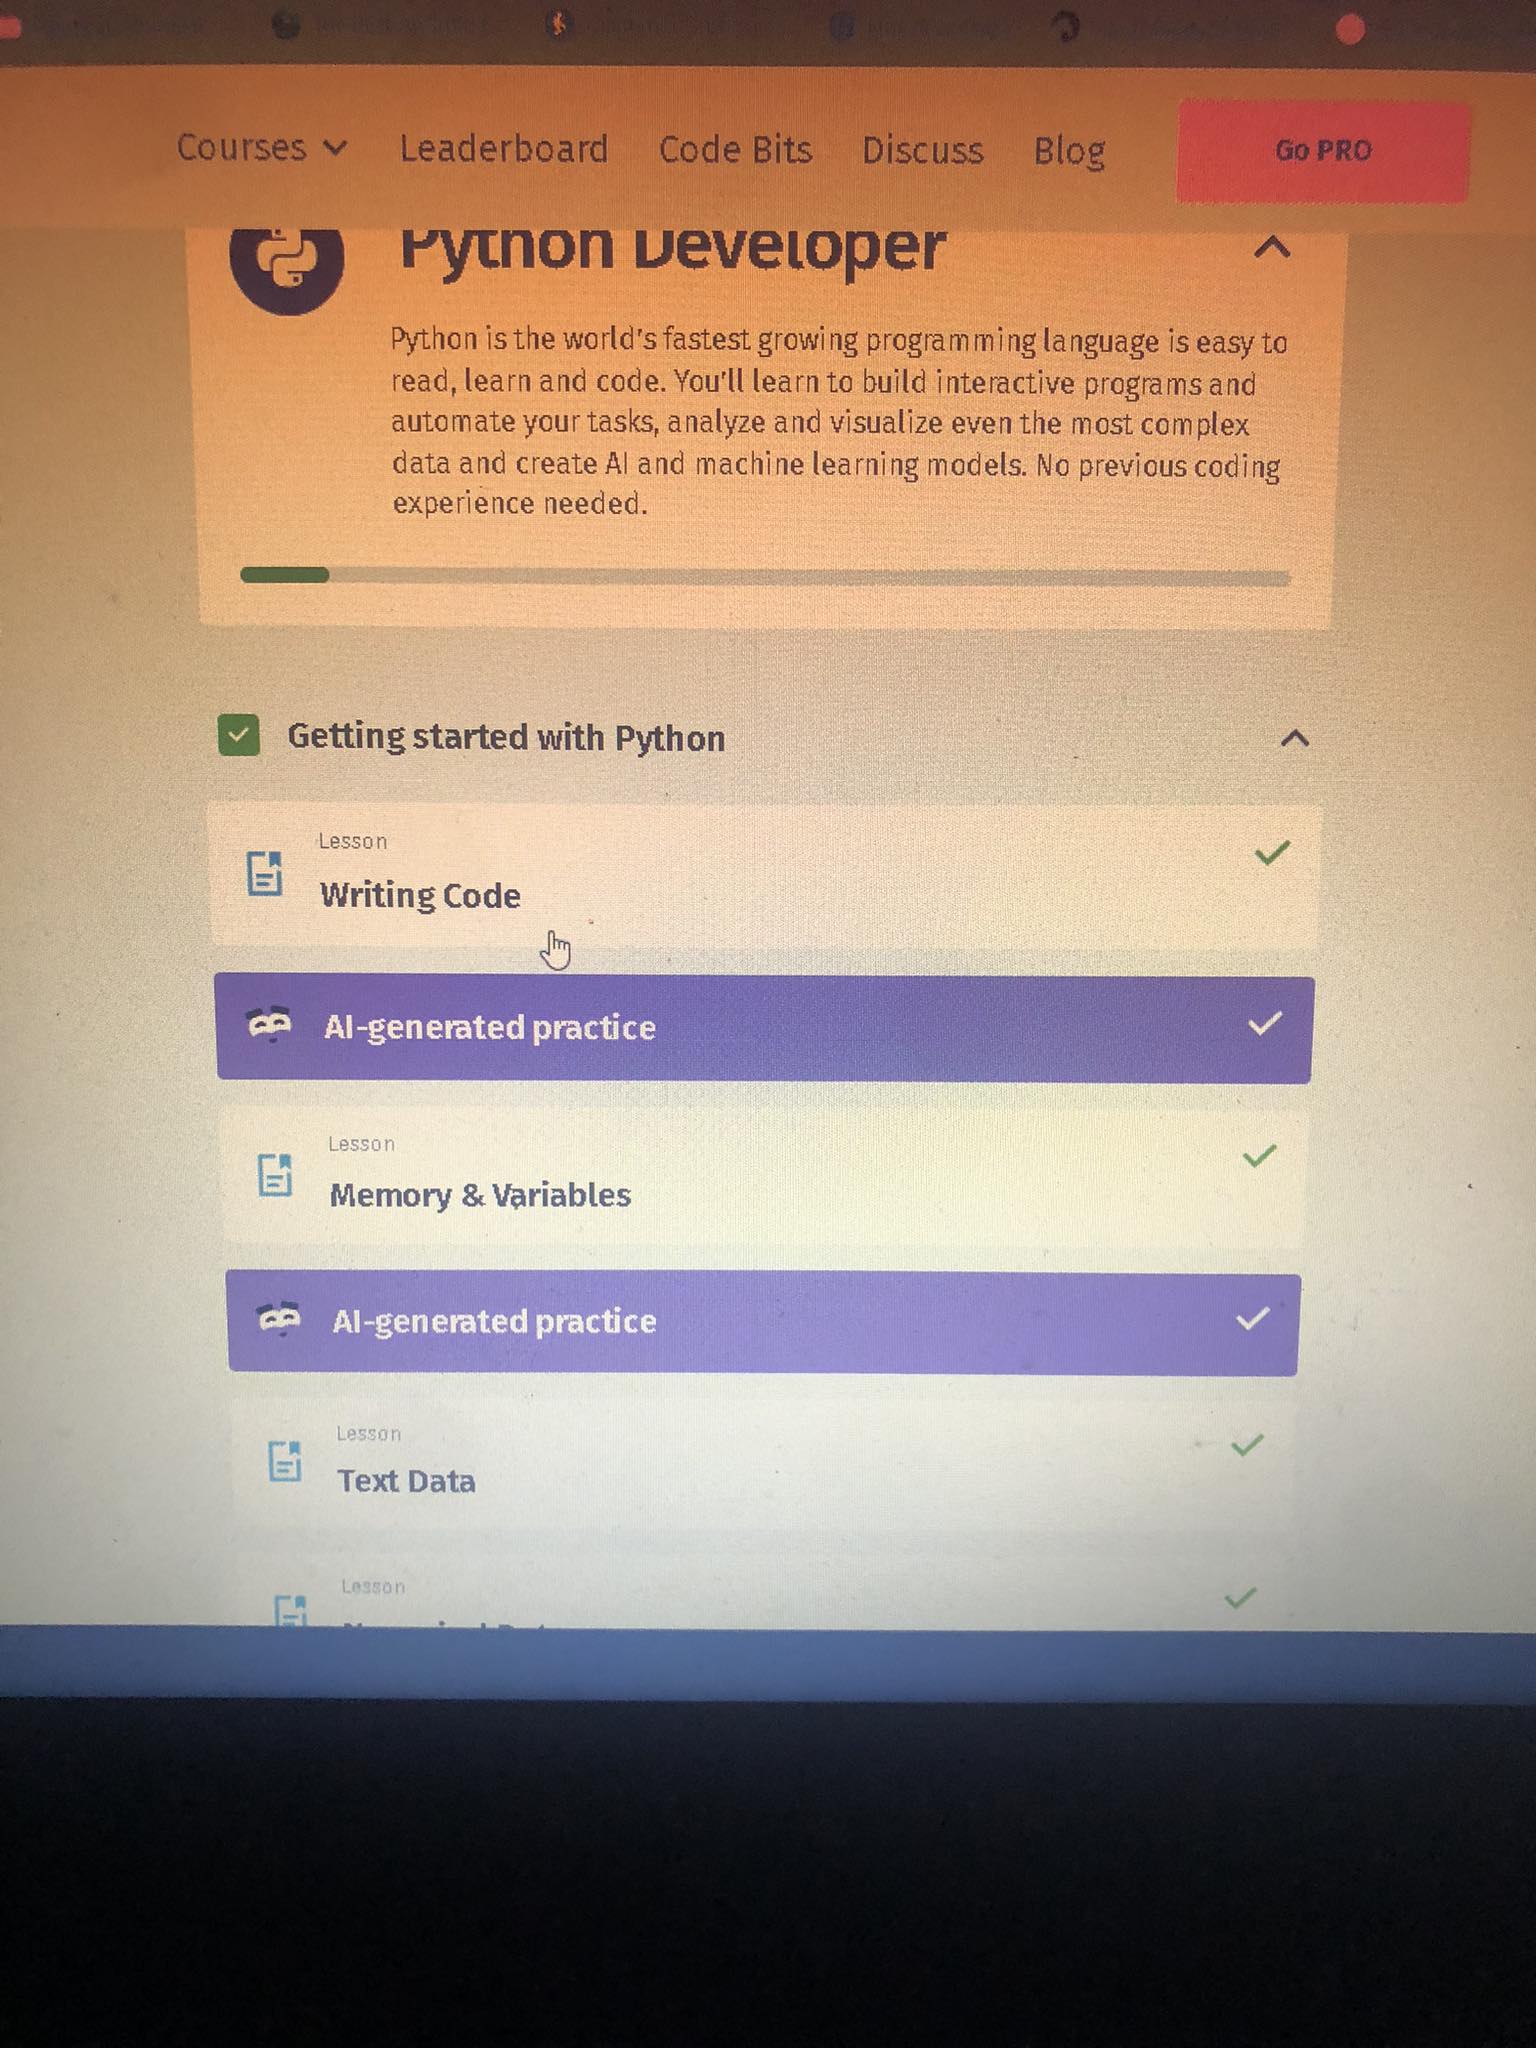 Courses
Leaderboard
Code Bits
Discuss
Blog
Go PRO
Python Developer
Python is the world's fastest growing programming language is easy to
read, learn and code. You'll learn to build interactive programs and
automate your tasks, analyze and visualize even the most complex
data and create AI and machine learning models. No previous coding
experience needed.
Getting started with Python
Lesson
Writing Code
AI-generated practice
Lesson
Memory & Variables
AI-generated practice
Lesson
Text Data
Lesson